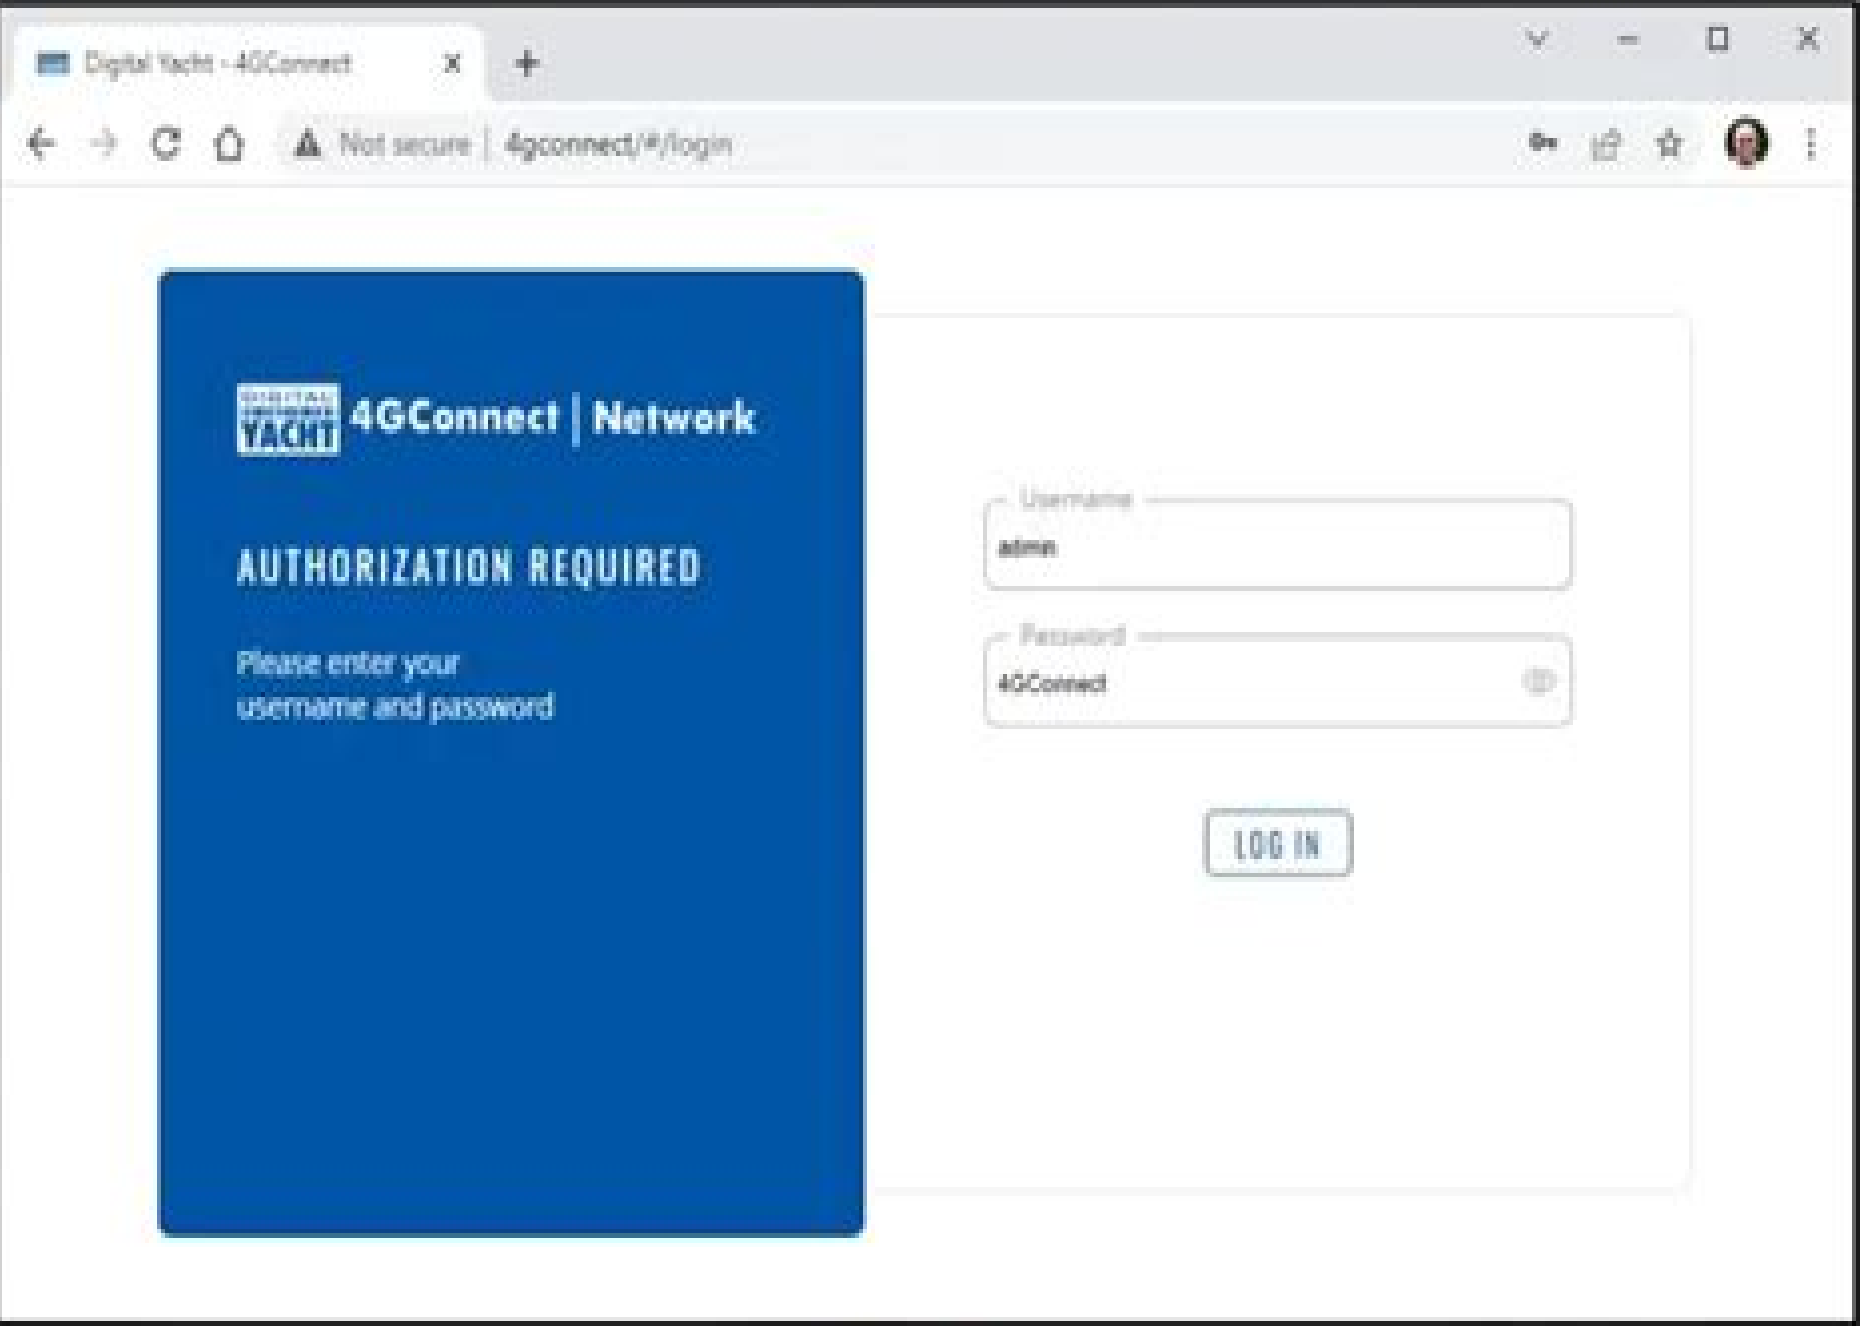 Digital Yacht - 4GConnect
Not secure | 4gconnect/#/login
DIGITAL
YACHT
4GConnect | Network
AUTHORIZATION REQUIRED
Please enter your
username and password
Username
admin
Password
4GConnect
LOG IN